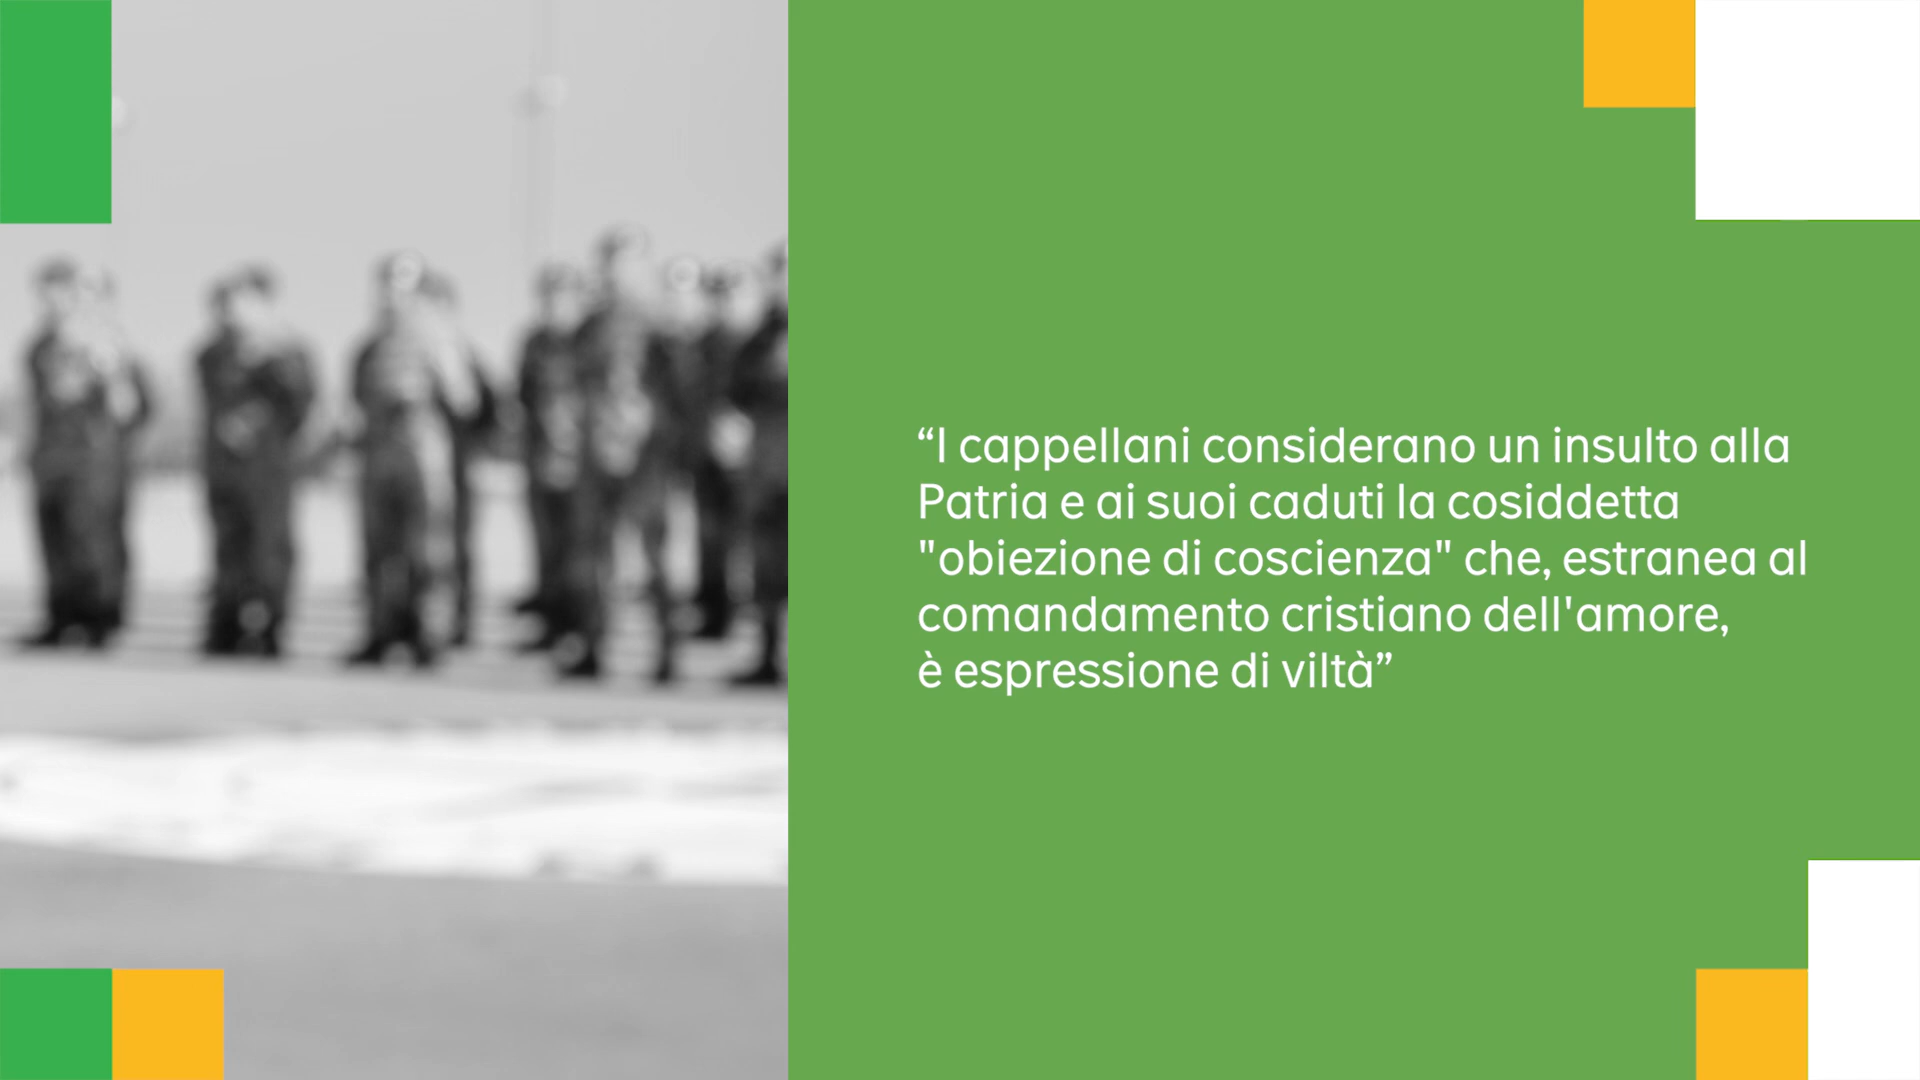 “I cappellani considerano un insulto alla
Patria e ai suoi caduti la cosiddetta
"obiezione di coscienza" che, estranea al
comandamento cristiano dell'amore,
è espressione di viltà”